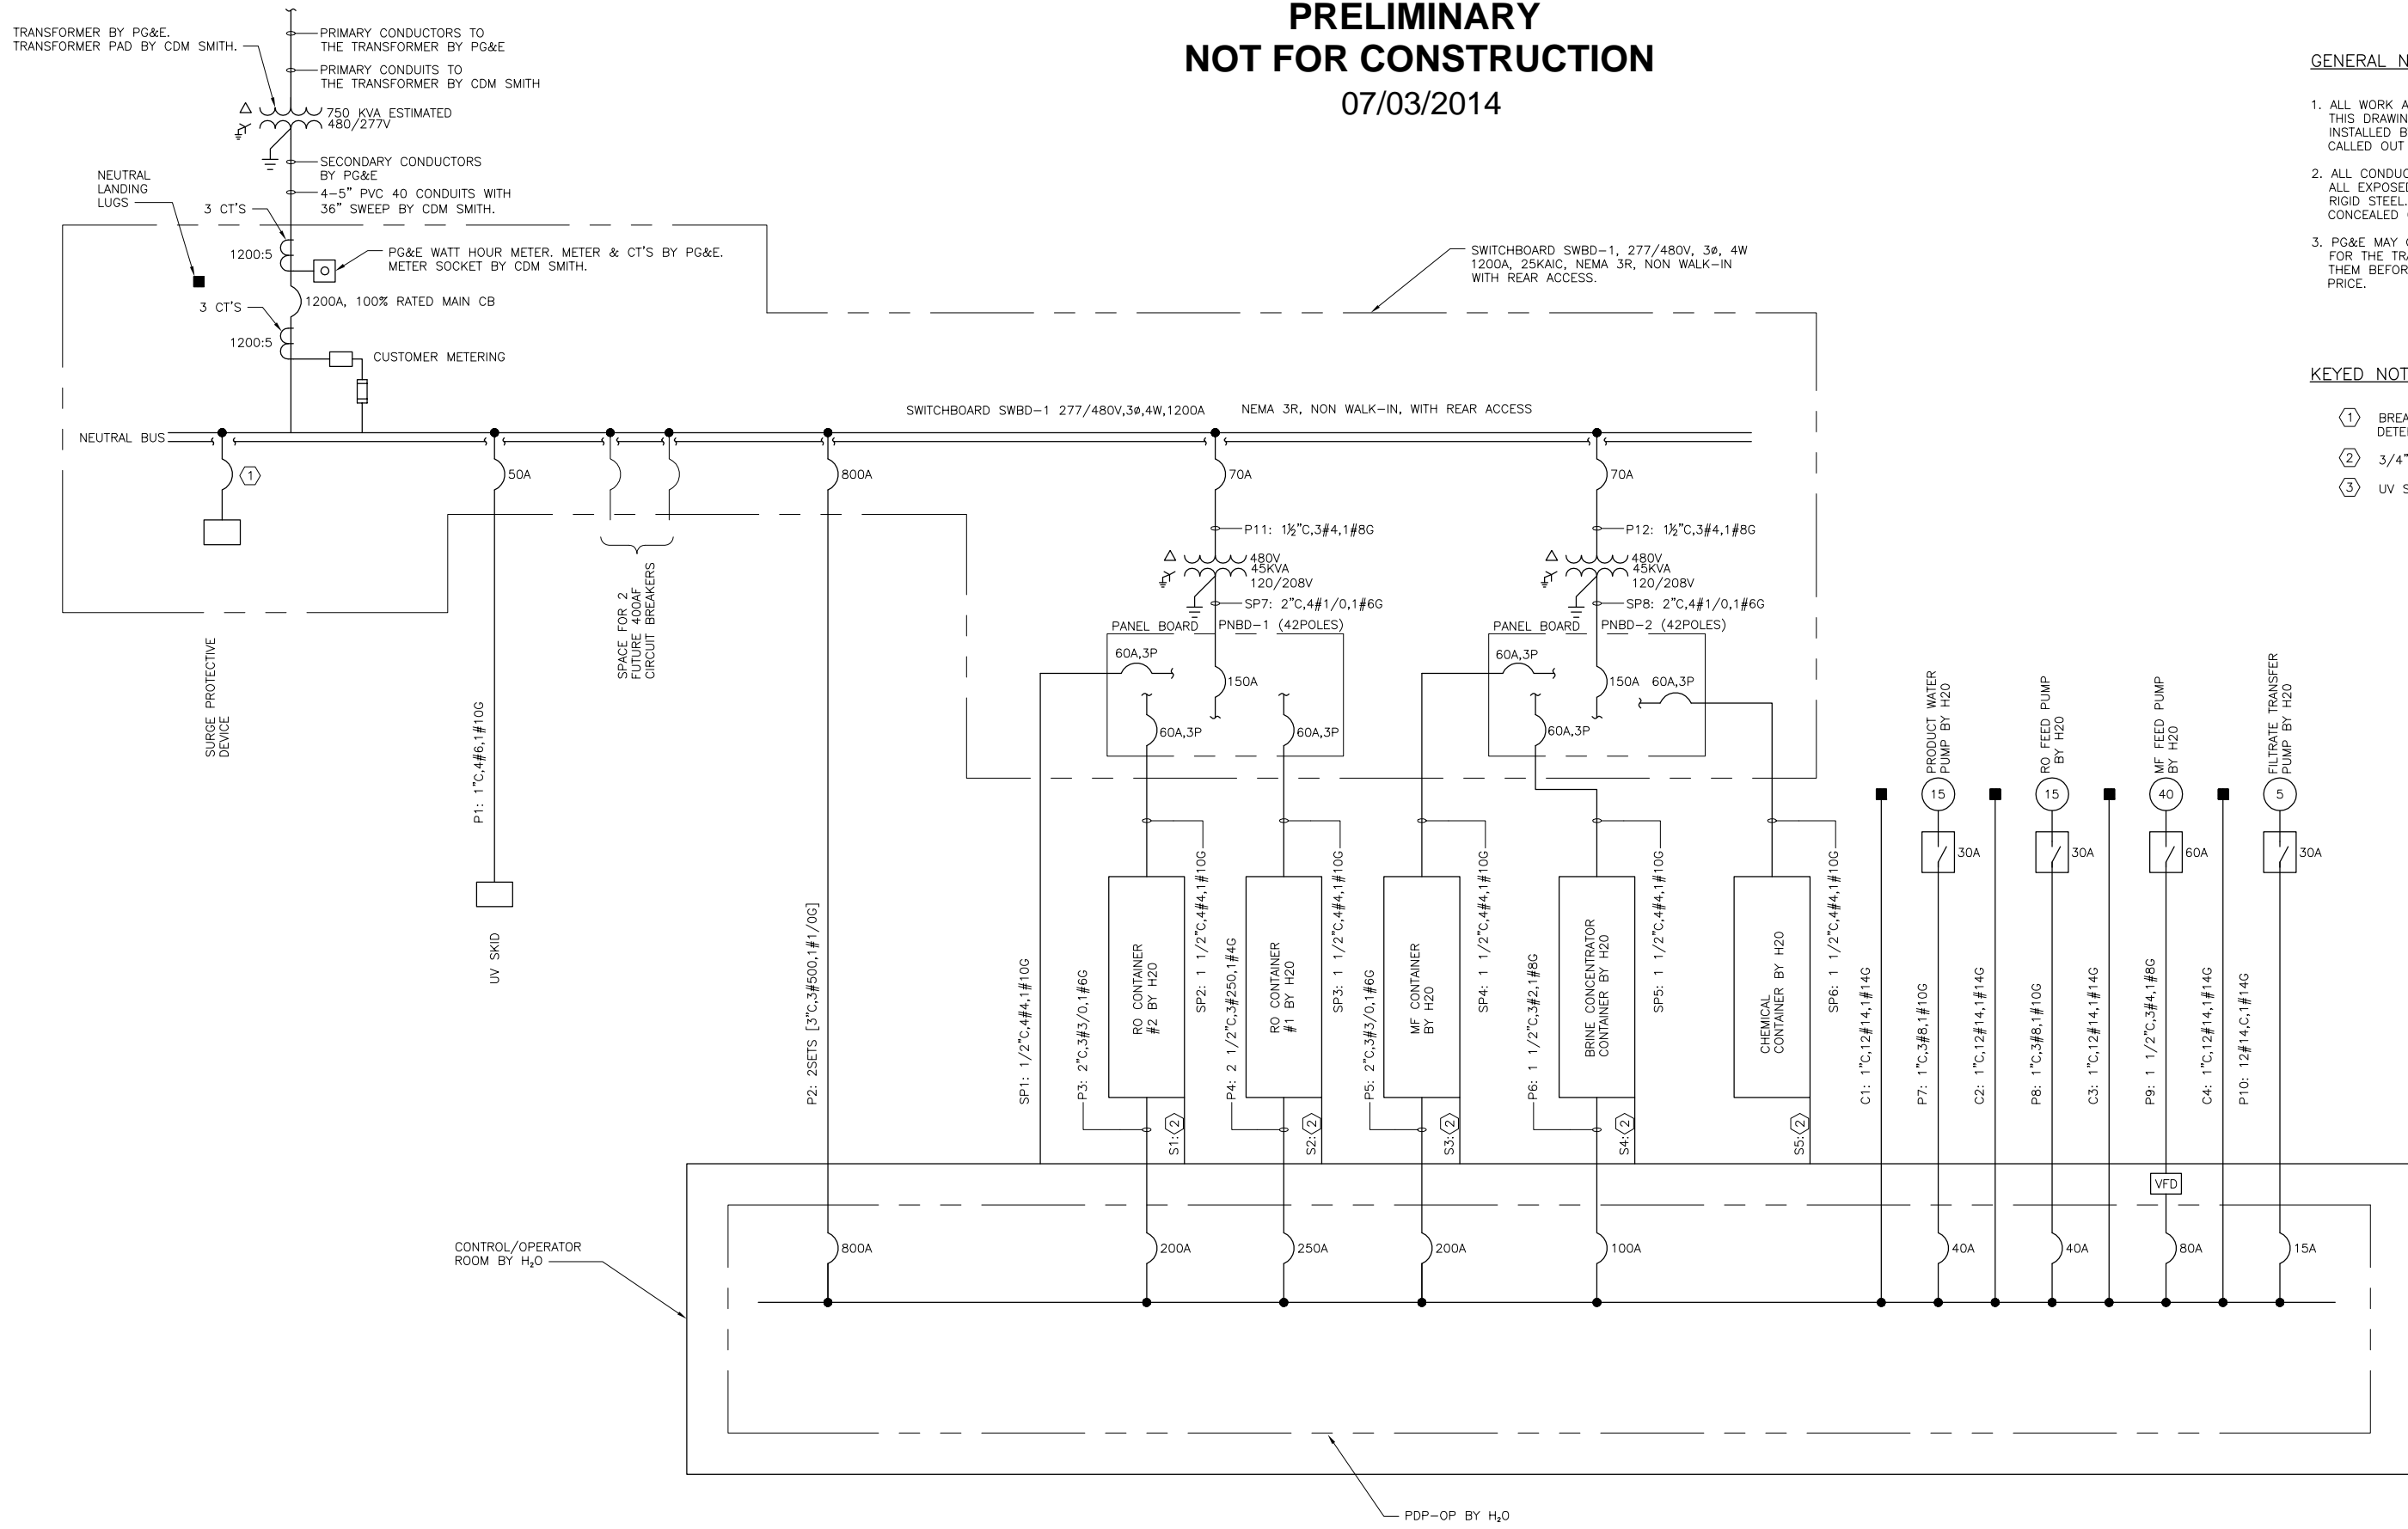 PRELIMINARY
NOT FOR CONSTRUCTION
07/03/2014
TRANSFORMER BY PG&E.
TRANSFORMER PAD BY CDM SMITH.
PRIMARY CONDUCTORS TO
THE TRANSFORMER BY PG&E
PRIMARY CONDUITS TO
THE TRANSFORMER BY CDM SMITH
750 KVA ESTIMATED
480/277V
SECONDARY CONDUCTORS
BY PG&E
4-5" PVC 40 CONDUITS WITH
36" SWEEP BY CDM SMITH.
NEUTRAL
LANDING
LUGS
3 CT'S
1200:5
PG&E WATT HOUR METER. METER & CT'S BY PG&E.
METER SOCKET BY CDM SMITH.
1200A, 100% RATED MAIN CB
3 CT'S
1200:5
CUSTOMER METERING
SWITCHBOARD SWBD-1, 277/480V, 3ø, 4W
1200A, 25KAIC, NEMA 3R, NON WALK-IN
WITH REAR ACCESS.
GENERAL N
1. ALL WORK A
THIS DRAWIN
INSTALLED B
CALLED OUT
2. ALL CONDUC
ALL EXPOSED
RIGID STEEL.
CONCEALED
3. PG&E MAY
FOR THE TRA
THEM BEFOR
PRICE.
KEYED NOT
1 BREA
DETE
2 3/4"
3 UV S
SWITCHBOARD SWBD-1 277/480V,3ø,4W,1200A
NEMA 3R, NON WALK-IN, WITH REAR ACCESS
NEUTRAL BUS
1
50A
800A
70A
70A
SURGE PROTECTIVE
DEVICE
P1: 1"C,4#6,1#10G
UV SKID
SPACE FOR 2
FUTURE 400AF
CIRCUIT BREAKERS
P11: 1½"C,3#4,1#8G
480V
45KVA
120/208V
SP7: 2"C,4#1/0,1#6G
PANEL BOARD PNBD-1 (42POLES)
60A,3P
150A
60A,3P
60A,3P
P12: 1½"C,3#4,1#8G
480V
45KVA
120/208V
SP8: 2"C,4#1/0,1#6G
PANEL BOARD PNBD-2 (42POLES)
60A,3P
150A
60A,3P
60A,3P
PRODUCT WATER
PUMP BY H20
RO FEED PUMP
BY H20
MF FEED PUMP
BY H20
FILTRATE TRANSFER
PUMP BY H20
15
15
40
5
30A
30A
60A
30A
P2: 2SETS [3"C,3#500,1#1/0G]
SP1: 1/2"C,4#4,1#10G
P3: 2"C,3#3/0,1#6G
RO CONTAINER
#2 BY H20
SP2: 1 1/2"C,4#4,1#10G
S1:2
P4: 2 1/2"C,3#250,1#4G
RO CONTAINER
#1 BY H20
SP3: 1 1/2"C,4#4,1#10G
S2:2
P5: 2"C,3#3/0,1#6G
MF CONTAINER
BY H20
SP4: 1 1/2"C,4#4,1#10G
S3:2
P6: 1 1/2"C,3#2,1#8G
BRINE CONCENTRATOR
CONTAINER BY H20
SP5: 1 1/2"C,4#4,1#10G
S4:2
CHEMICAL
CONTAINER BY H20
SP6: 1 1/2"C,4#4,1#10G
S5:2
C1: 1"C,12#14,1#14G
P7: 1"C,3#8,1#10G
C2: 1"C,12#14,1#14G
P8: 1"C,3#8,1#10G
C3: 1"C,12#14,1#14G
P9: 1 1/2"C,3#4,1#8G
C4: 1"C,12#14,1#14G
P10: 12#14,C,1#14G
VFD
CONTROL/OPERATOR
ROOM BY H₂O
800A
200A
250A
200A
100A
40A
40A
80A
15A
PDP-OP BY H₂O